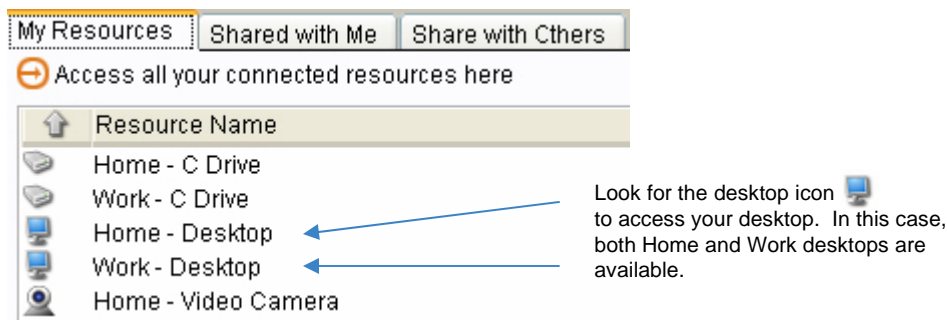 My Resources Shared with Me Share with Cthers
Access all your connected resources here
Resource Name
Home - C Drive
Work - C Drive
Home - Desktop
Work - Desktop
Home - Video Camera
Look for the desktop icon
to access your desktop. In this case,
both Home and Work desktops are
available.